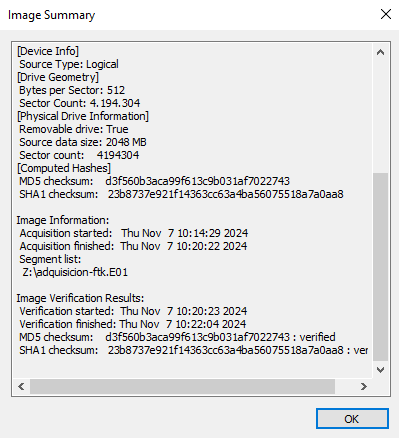 Image Summary
[Device Info]
Source Type: Logical
[Drive Geometry]
Bytes per Sector: 512
Sector Count: 4.194.304
[Physical Drive Information]
Removable drive: True
Source data size: 2048 MB
Sector count: 4194304
[Computed Hashes]
MD5 checksum: d3f560b3aca99f613c9b031af7022743
SHA1 checksum: 23b8737e921f14363cc63a4ba56075518a7a0aa8
Image Information:
Acquisition started: Thu Nov 7 10:14:29 2024
Acquisition finished: Thu Nov 7 10:20:22 2024
Segment list:
Z:\adquisicion-ftk.E01
Image Verification Results:
Verification started: Thu Nov 7 10:20:23 2024
Verification finished: Thu Nov 7 10:22:04 2024
MD5 checksum: d3f560b3aca99f613c9b031af7022743 : verified
SHA1 checksum: 23b8737e921f14363cc63a4ba56075518a7a0aa8 : ver
OK